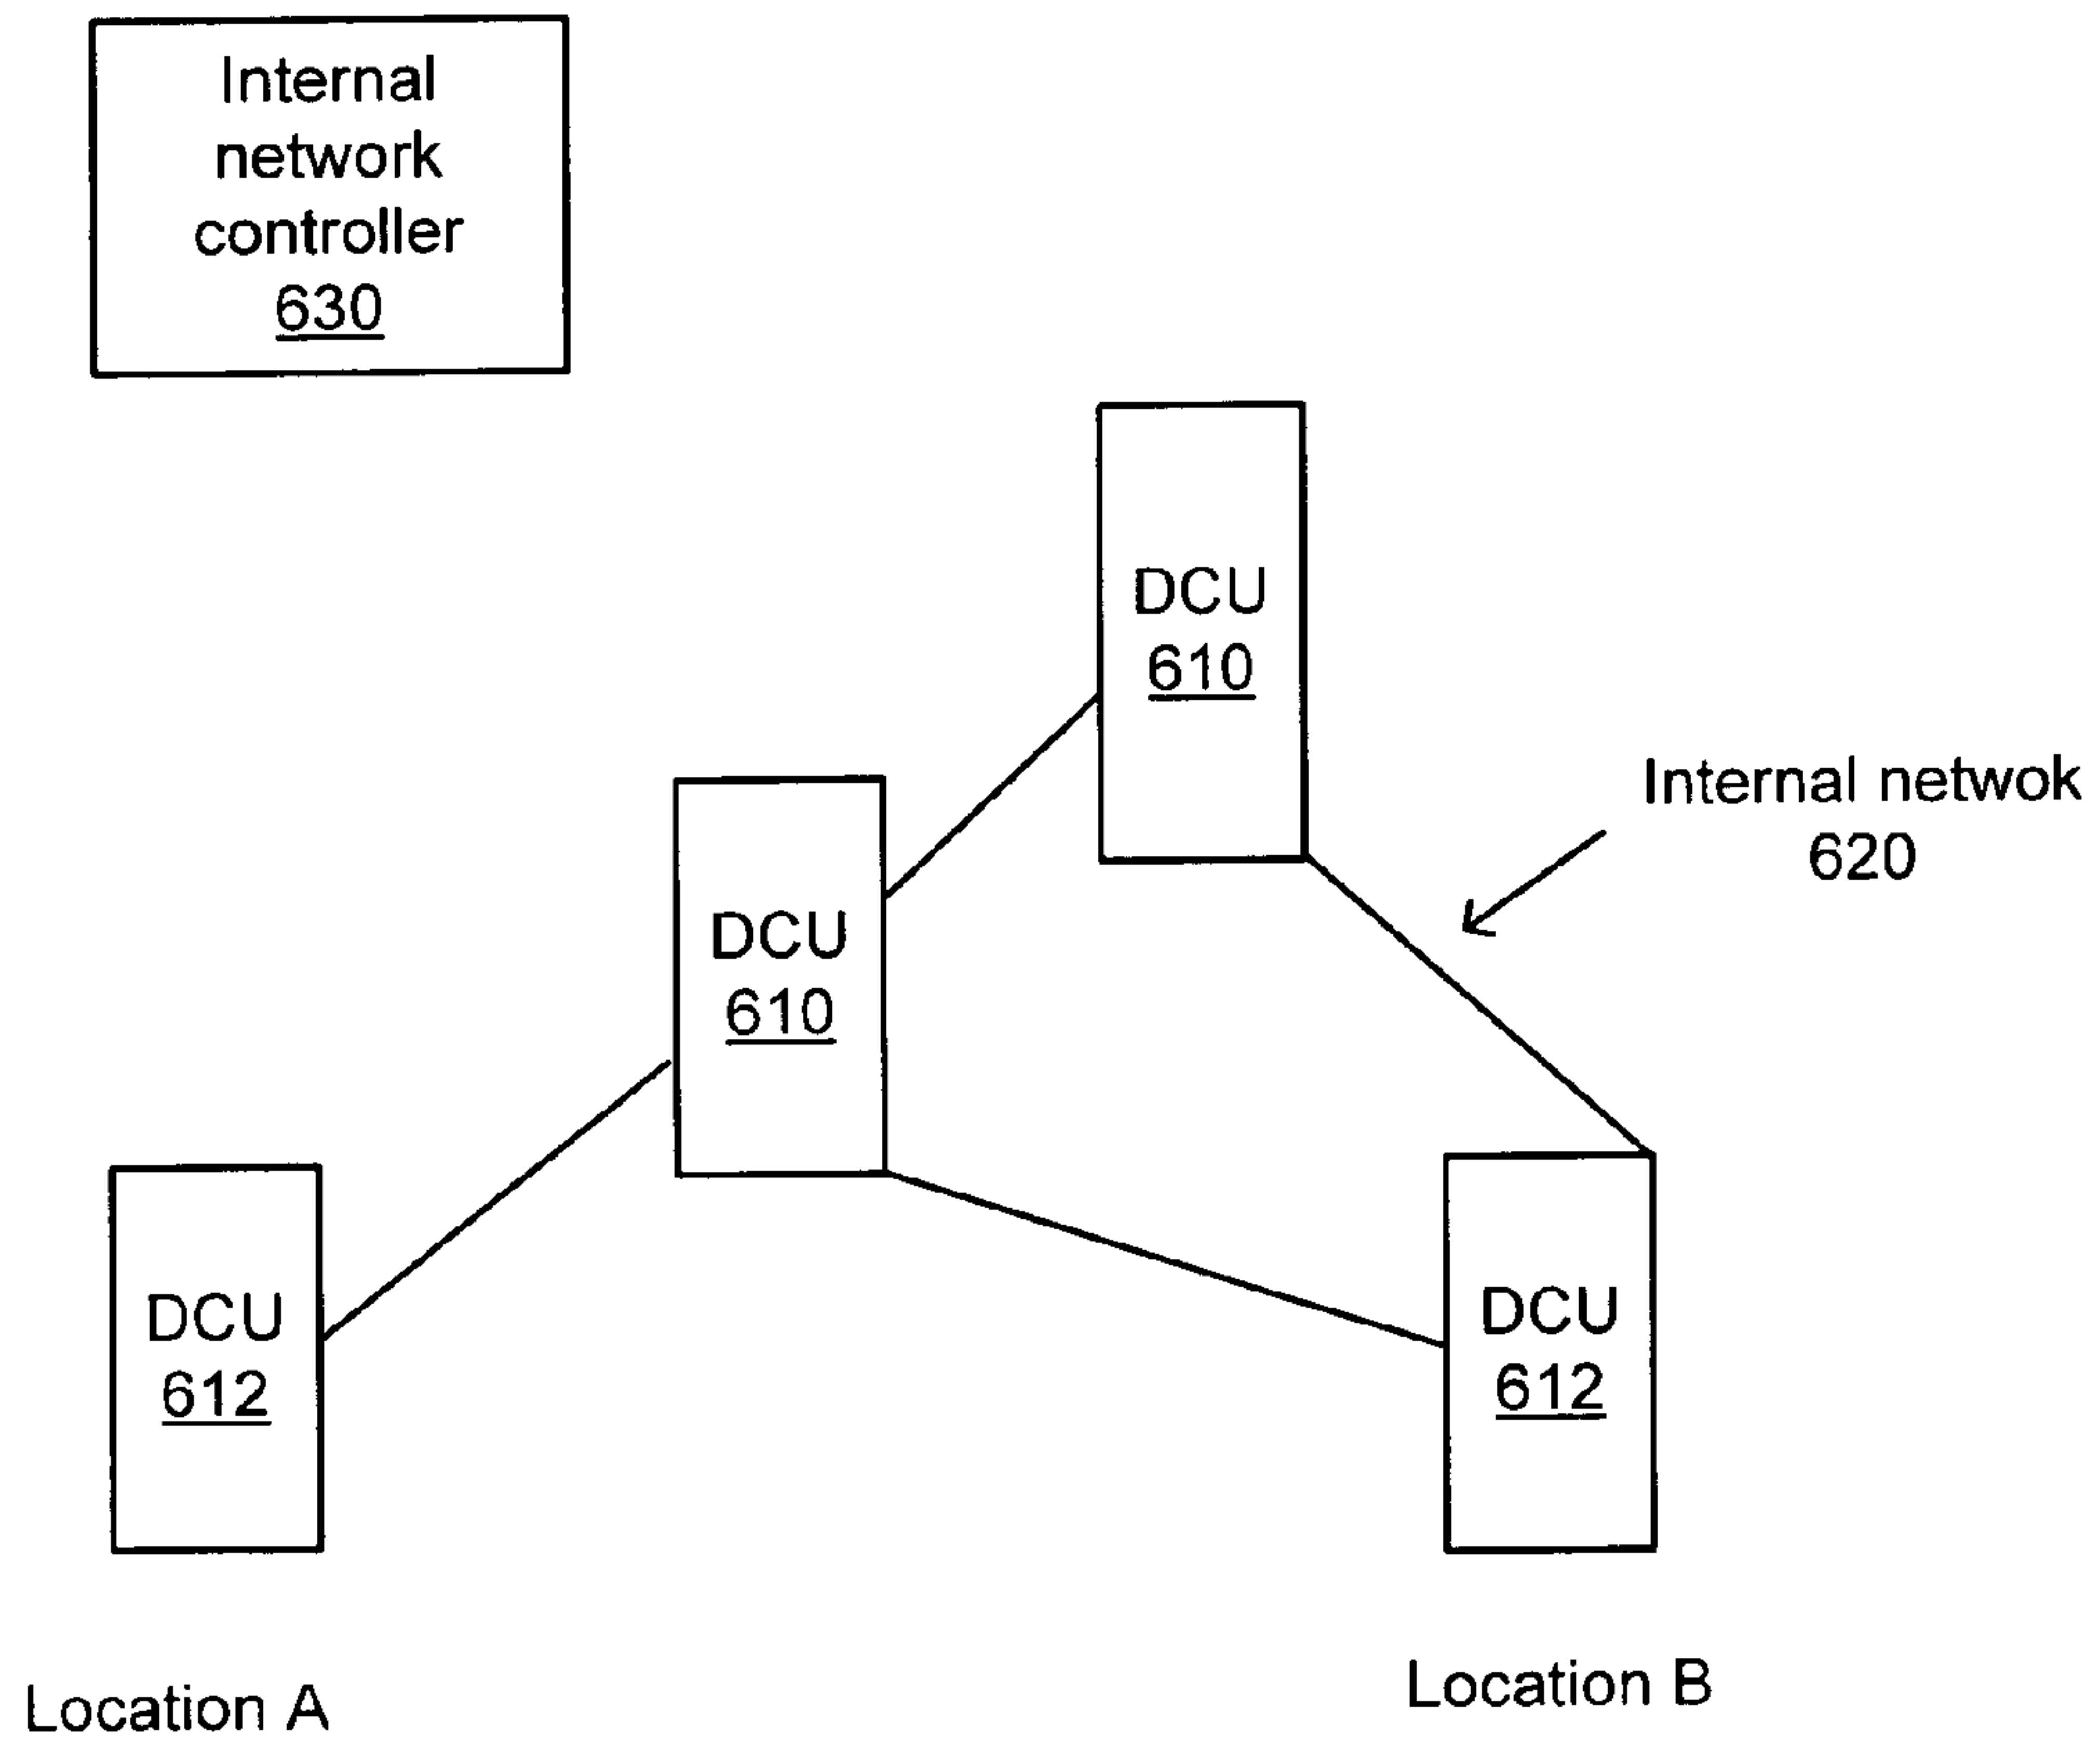 Internal
network
controller
630
DCU
610
Internal netwok
620
DCU
610
DCU
612
DCU
612
Location A
Location B